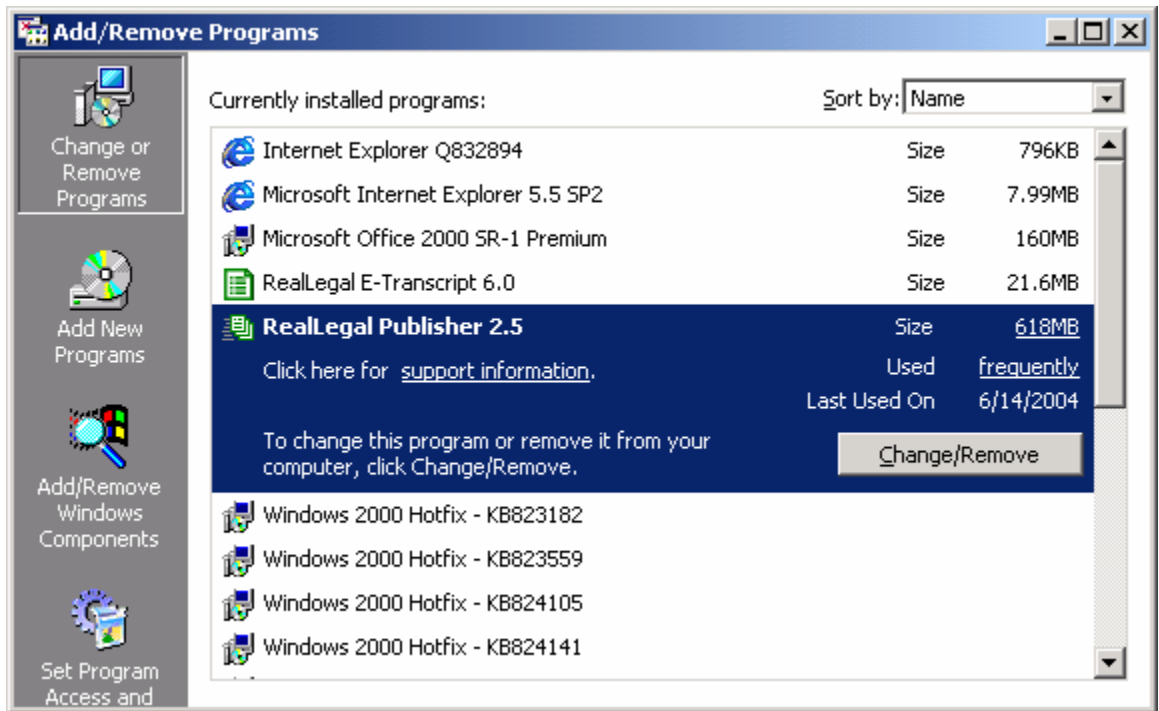 Add/Remove Programs
Change or
Remove
Programs
Add New
Programs
Add/Remove
Windows
Components
Set Program
Access and
Currently installed programs:
Sort by: Name
Internet Explorer Q832894 Size 796KB
Microsoft Internet Explorer 5.5 SP2 Size 7.99MB
Microsoft Office 2000 SR-1 Premium Size 160MB
RealLegal E-Transcript 6.0 Size 21.6MB
RealLegal Publisher 2.5 Size 618MB
Click here for support information. Used frequently
Last Used On 6/14/2004
To change this program or remove it from your
computer, click Change/Remove.
Change/Remove
Windows 2000 Hotfix - KB823182
Windows 2000 Hotfix - KB823559
Windows 2000 Hotfix - KB824105
Windows 2000 Hotfix - KB824141